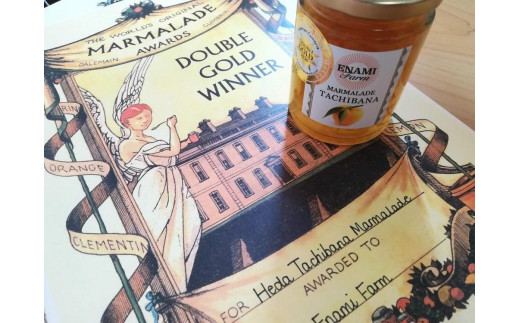 THE WORLD'S ORIGINAL
MARMALADE
AWARDS
DALEMAIN
DOUBLE
GOLD
WINNER
ORANGE
CLEMENTIN
FOR Heda Tachibana Marmalade
AWARDED TO
Enami Farm
ENAMI
Farm
MARMALADE
TACHIBANA